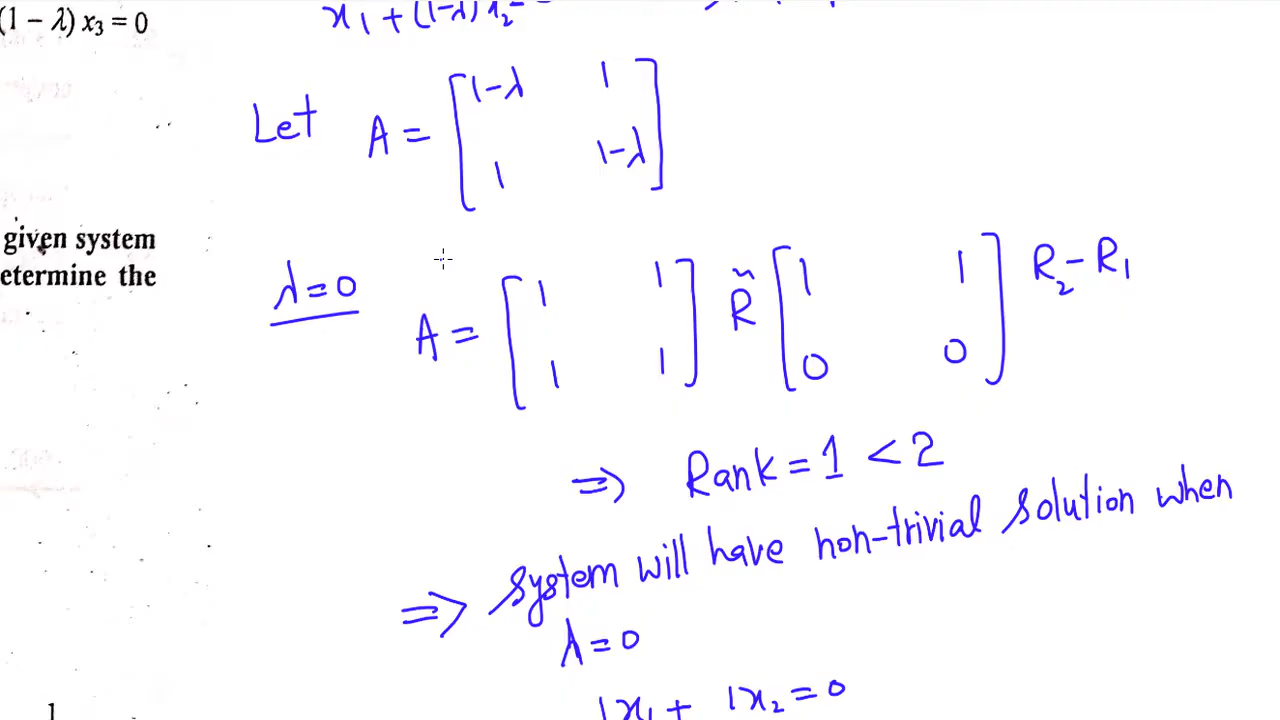 (1 − λ) x₃ = 0
x₁ + (1-λ) x₂
Let A = [1-λ 1
1 1-λ]
given system
etermine the
λ=0 A = [1 1
1 1] R̃ [1 1
0 0] R₂ - R₁
⇒ Rank = 1 < 2
⇒ system will have non-trivial solution when
λ = 0
1x₁ + 1x₂ = 0
1